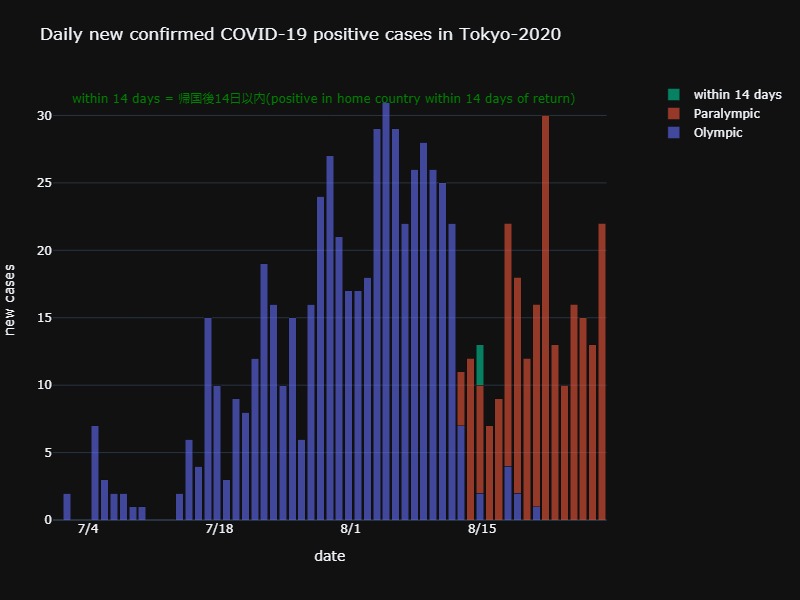 Daily new confirmed COVID-19 positive cases in Tokyo-2020
within 14 days = 帰国後14日以内(positive in home country within 14 days of return)
within 14 days
Paralympic
Olympic
new cases
30
25
20
15
10
5
0
7/4
7/18
8/1
8/15
date